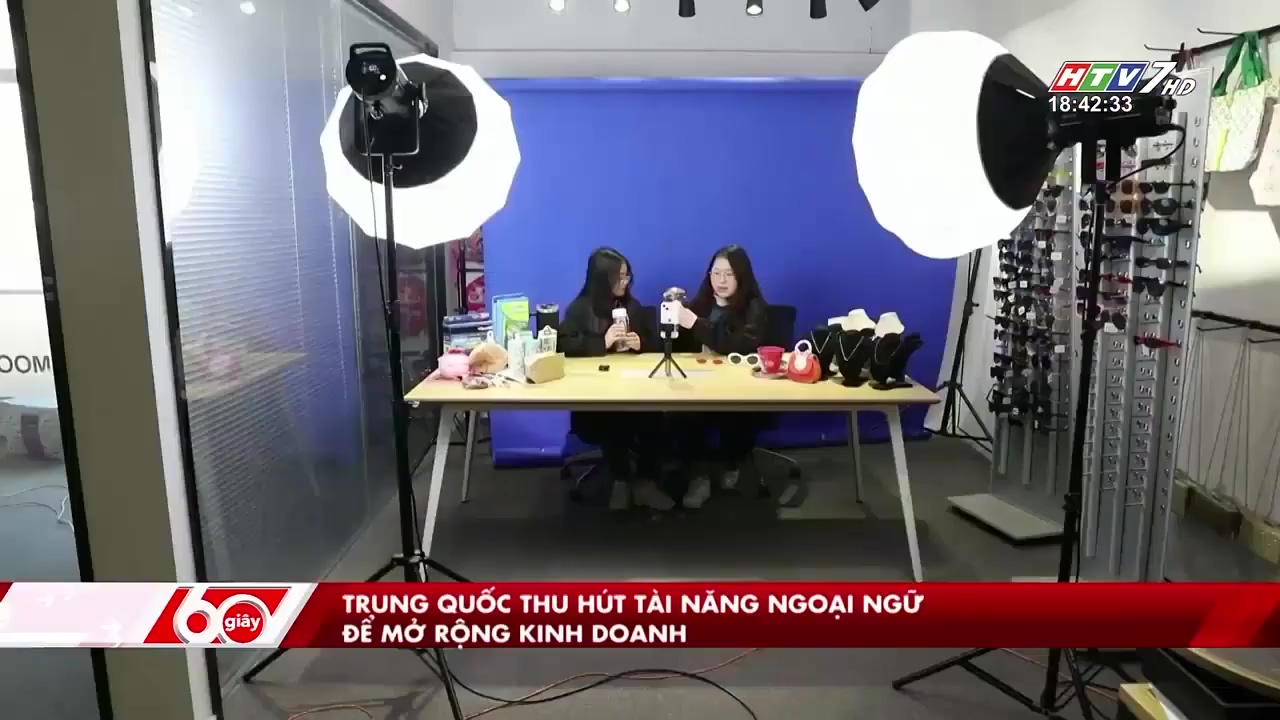 HTV7 HD
18:42:33
OOM
60 giây
TRUNG QUỐC THU HÚT TÀI NĂNG NGOẠI NGỮ
ĐỂ MỞ RỘNG KINH DOANH